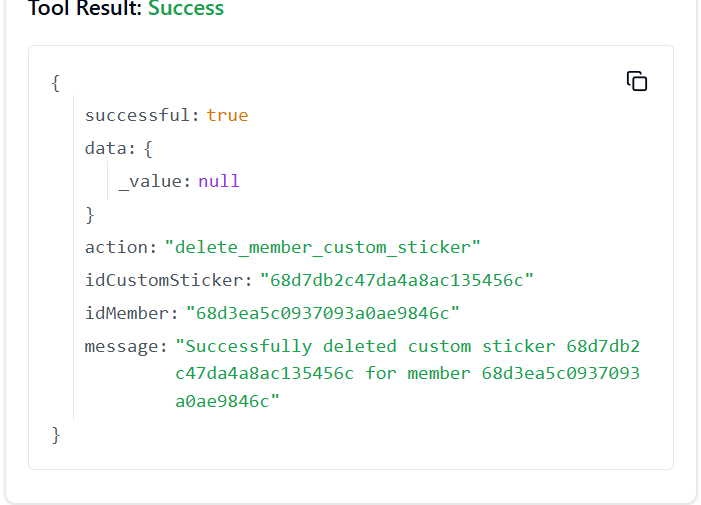 Tool Result: Success
{
successful: true
data: {
_value: null
}
action: "delete_member_custom_sticker"
idCustomSticker: "68d7db2c47da4a8ac135456c"
idMember: "68d3ea5c0937093a0ae9846c"
message: "Successfully deleted custom sticker 68d7db2
c47da4a8ac135456c for member 68d3ea5c0937093
a0ae9846c"
}